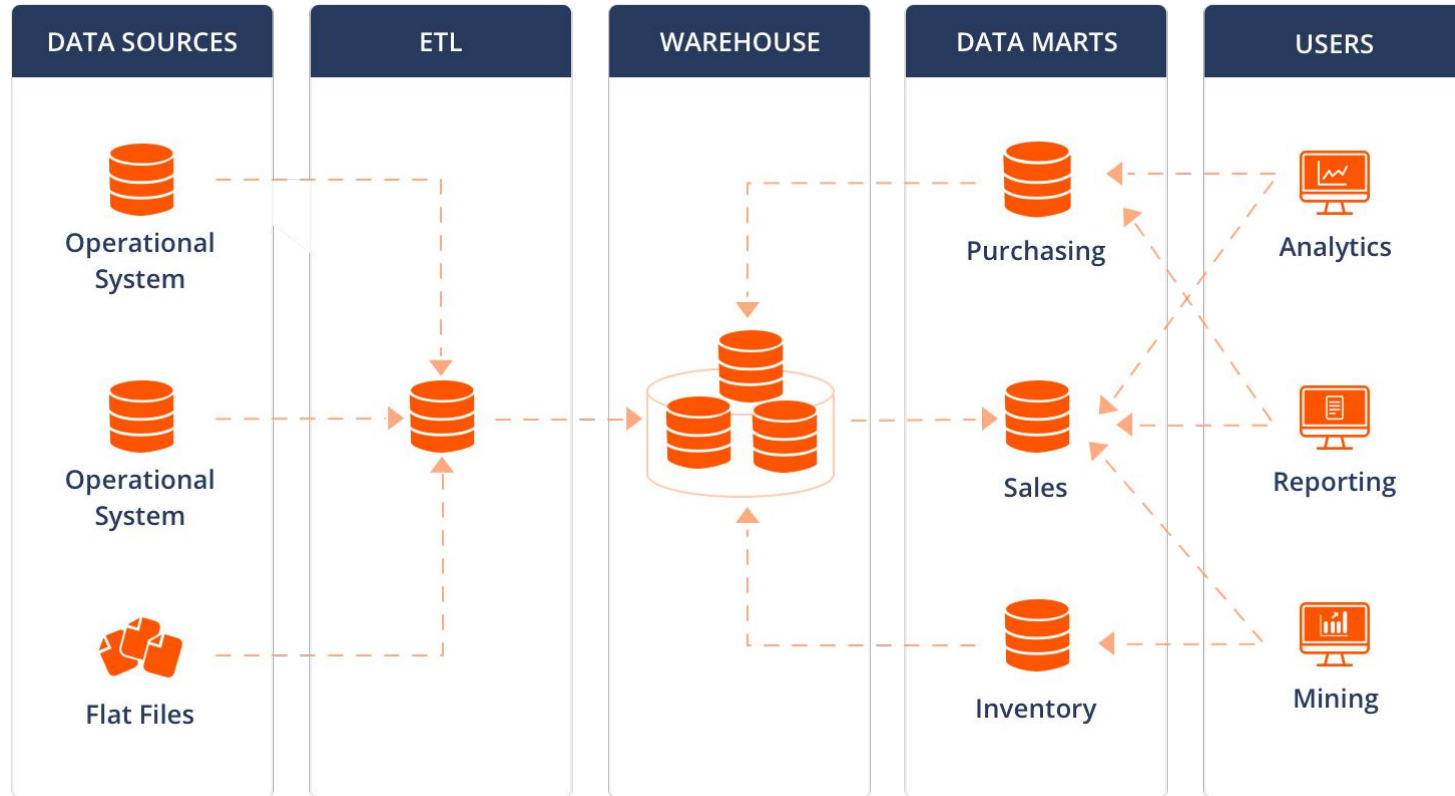 DATA SOURCES
ETL
WAREHOUSE
DATA MARTS
USERS
Operational
System
Operational
System
Flat Files
Purchasing
Sales
Inventory
Analytics
Reporting
Mining